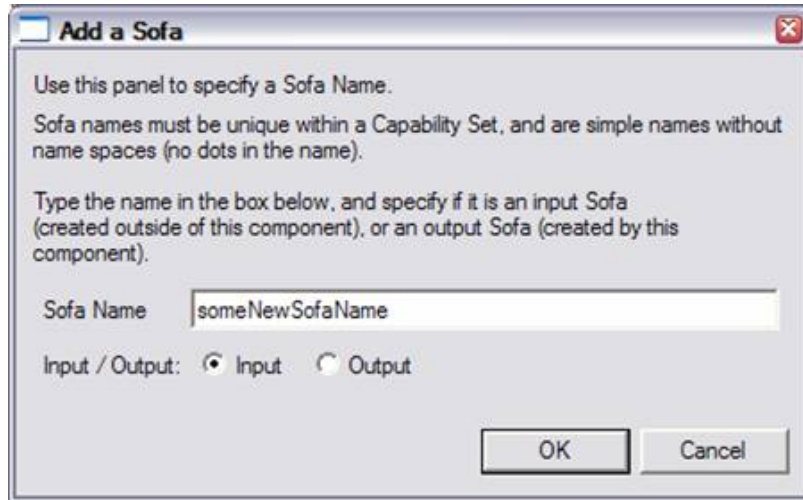 Add a Sofa
Use this panel to specify a Sofa Name.
Sofa names must be unique within a Capability Set, and are simple names without
name spaces (no dots in the name).
Type the name in the box below, and specify if it is an input Sofa
(created outside of this component), or an output Sofa (created by this
component).
Sofa Name someNewSofaName
Input / Output: Input Output
OK Cancel